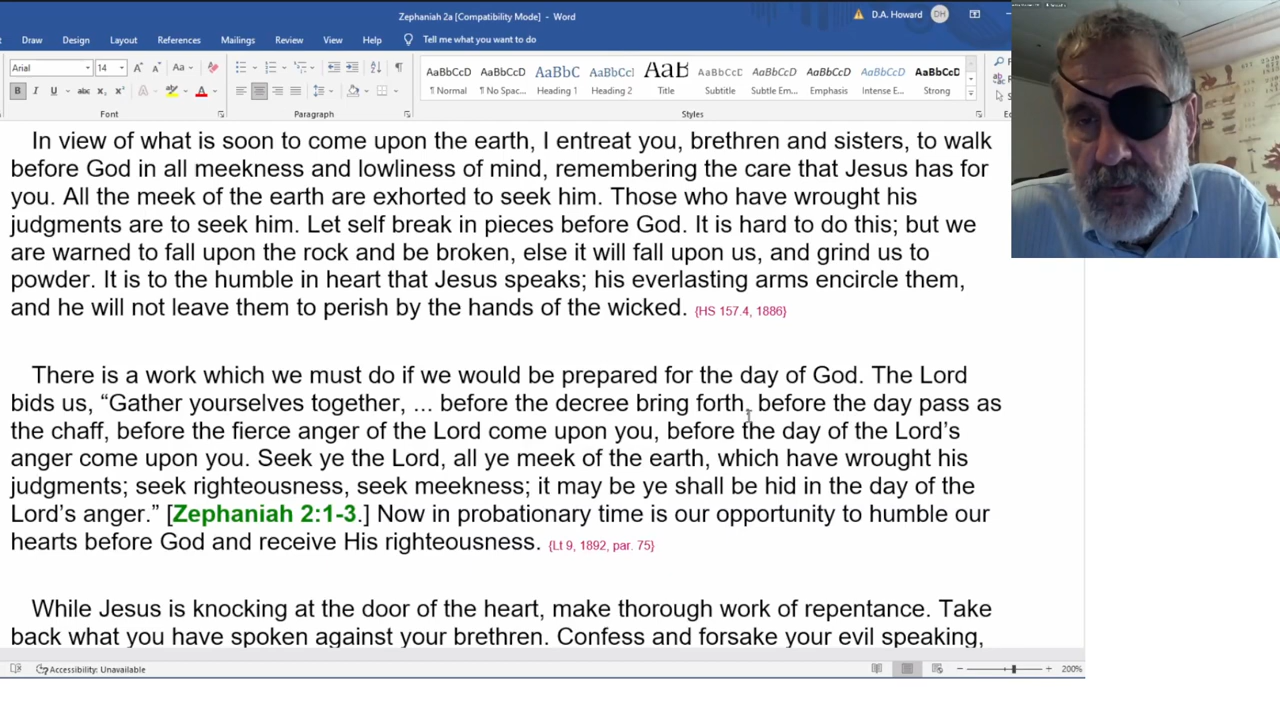 Zephaniah 2a [Compatibility Mode] - Word
D.A. Howard DH
Draw Design Layout References Mailings Review View Help Tell me what you want to do
Arial 14 Aa
AaBbCcD AaBbCcD AaBbC AaBbCcI AaB AaBbCcD AaBbCcD AaBbCcD AaBbCcD AaBbCcD
B I U abc x₂ x² A A
¶ Normal ¶ No Spac... Heading 1 Heading 2 Title Subtitle Subtle Em... Emphasis Intense E... Strong
Font Paragraph Styles
In view of what is soon to come upon the earth, I entreat you, brethren and sisters, to walk
before God in all meekness and lowliness of mind, remembering the care that Jesus has for
you. All the meek of the earth are exhorted to seek him. Those who have wrought his
judgments are to seek him. Let self break in pieces before God. It is hard to do this; but we
are warned to fall upon the rock and be broken, else it will fall upon us, and grind us to
powder. It is to the humble in heart that Jesus speaks; his everlasting arms encircle them,
and he will not leave them to perish by the hands of the wicked. {HS 157.4, 1886}
There is a work which we must do if we would be prepared for the day of God. The Lord
bids us, “Gather yourselves together, ... before the decree bring forth, before the day pass as
the chaff, before the fierce anger of the Lord come upon you, before the day of the Lord’s
anger come upon you. Seek ye the Lord, all ye meek of the earth, which have wrought his
judgments; seek righteousness, seek meekness; it may be ye shall be hid in the day of the
Lord’s anger.” [Zephaniah 2:1-3.] Now in probationary time is our opportunity to humble our
hearts before God and receive His righteousness. {Lt 9, 1892, par. 75}
While Jesus is knocking at the door of the heart, make thorough work of repentance. Take
back what you have spoken against your brethren. Confess and forsake your evil speaking,
Accessibility: Unavailable
200%